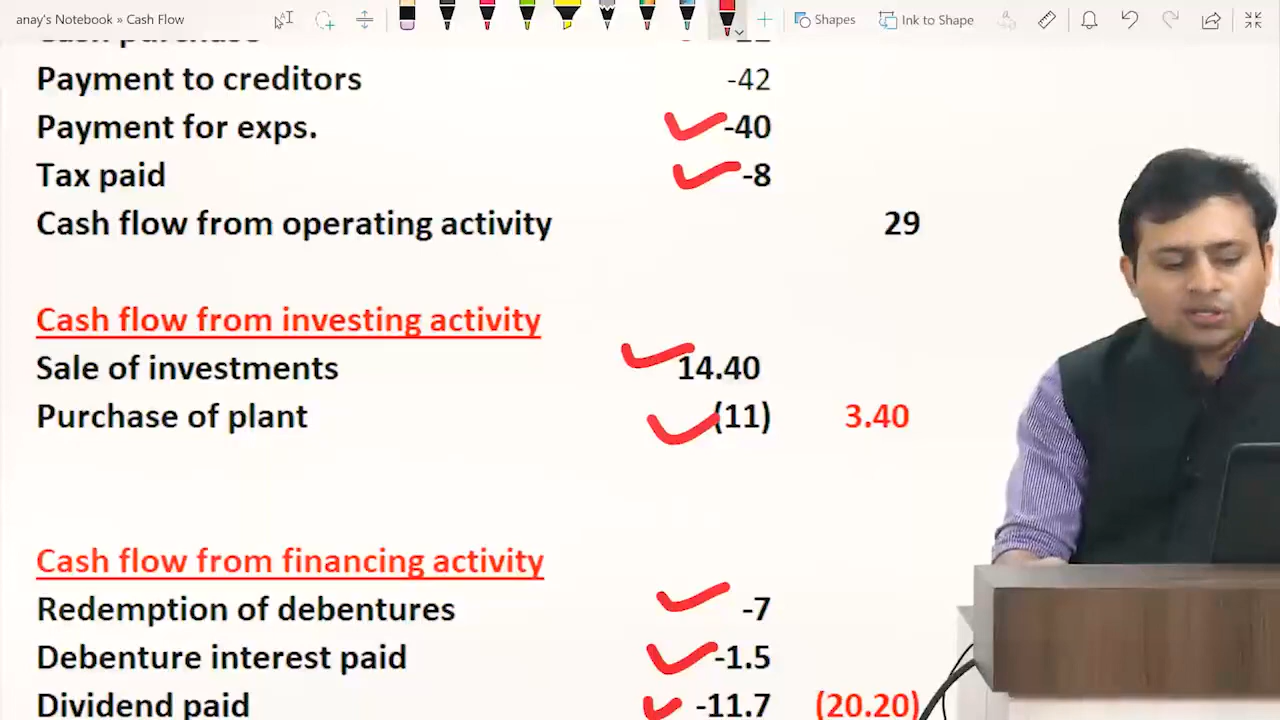 anay's Notebook » Cash Flow
Shapes
Ink to Shape
Cash purchase
Payment to creditors -42
Payment for exps. -40
Tax paid -8
Cash flow from operating activity 29
Cash flow from investing activity
Sale of investments 14.40
Purchase of plant (11) 3.40
Cash flow from financing activity
Redemption of debentures -7
Debenture interest paid -1.5
Dividend paid -11.7 (20.20)